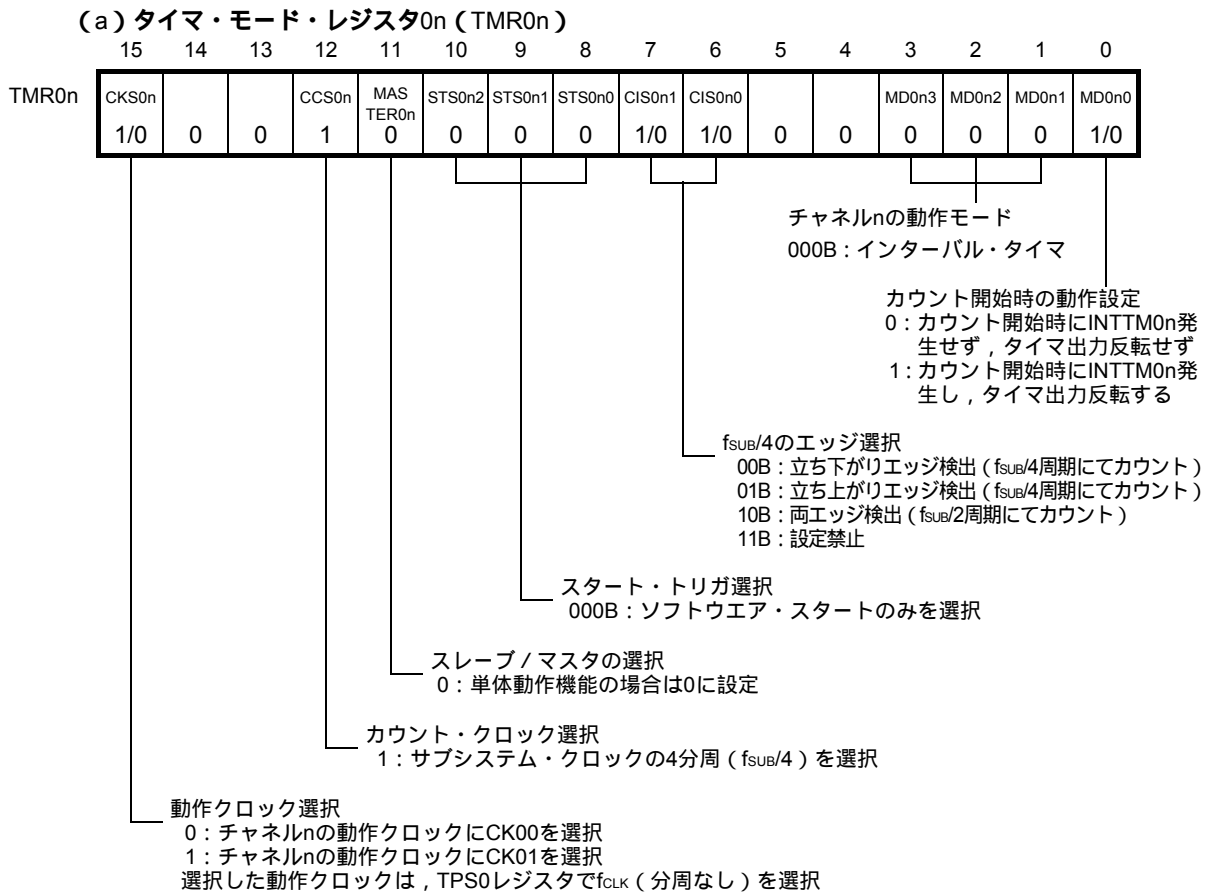 (a)タイマ・モード・レジスタ0n(TMR0n)
15 14 13 12 11 10 9 8 7 6 5 4 3 2 1 0
TMR0n CKS0n CCS0n MAS TER0n STS0n2 STS0n1 STS0n0 CIS0n1 CIS0n0 MD0n3 MD0n2 MD0n1 MD0n0
1/0 0 0 1 0 0 0 0 1/0 1/0 0 0 0 0 0 1/0
チャネルnの動作モード
000B:インターバル・タイマ
カウント開始時の動作設定
0:カウント開始時にINTTM0n発
生せず,タイマ出力反転せず
1:カウント開始時にINTTM0n発
生し,タイマ出力反転する
fSUB/4のエッジ選択
00B:立ち下がりエッジ検出(fSUB/4周期にてカウント)
01B:立ち上がりエッジ検出(fSUB/4周期にてカウント)
10B:両エッジ検出(fSUB/2周期にてカウント)
11B:設定禁止
スタート・トリガ選択
000B:ソフトウエア・スタートのみを選択
スレーブ/マスタの選択
0:単体動作機能の場合は0に設定
カウント・クロック選択
1:サブシステム・クロックの4分周(fSUB/4)を選択
動作クロック選択
0:チャネルnの動作クロックにCK00を選択
1:チャネルnの動作クロックにCK01を選択
選択した動作クロックは,TPS0レジスタでfCLK(分周なし)を選択